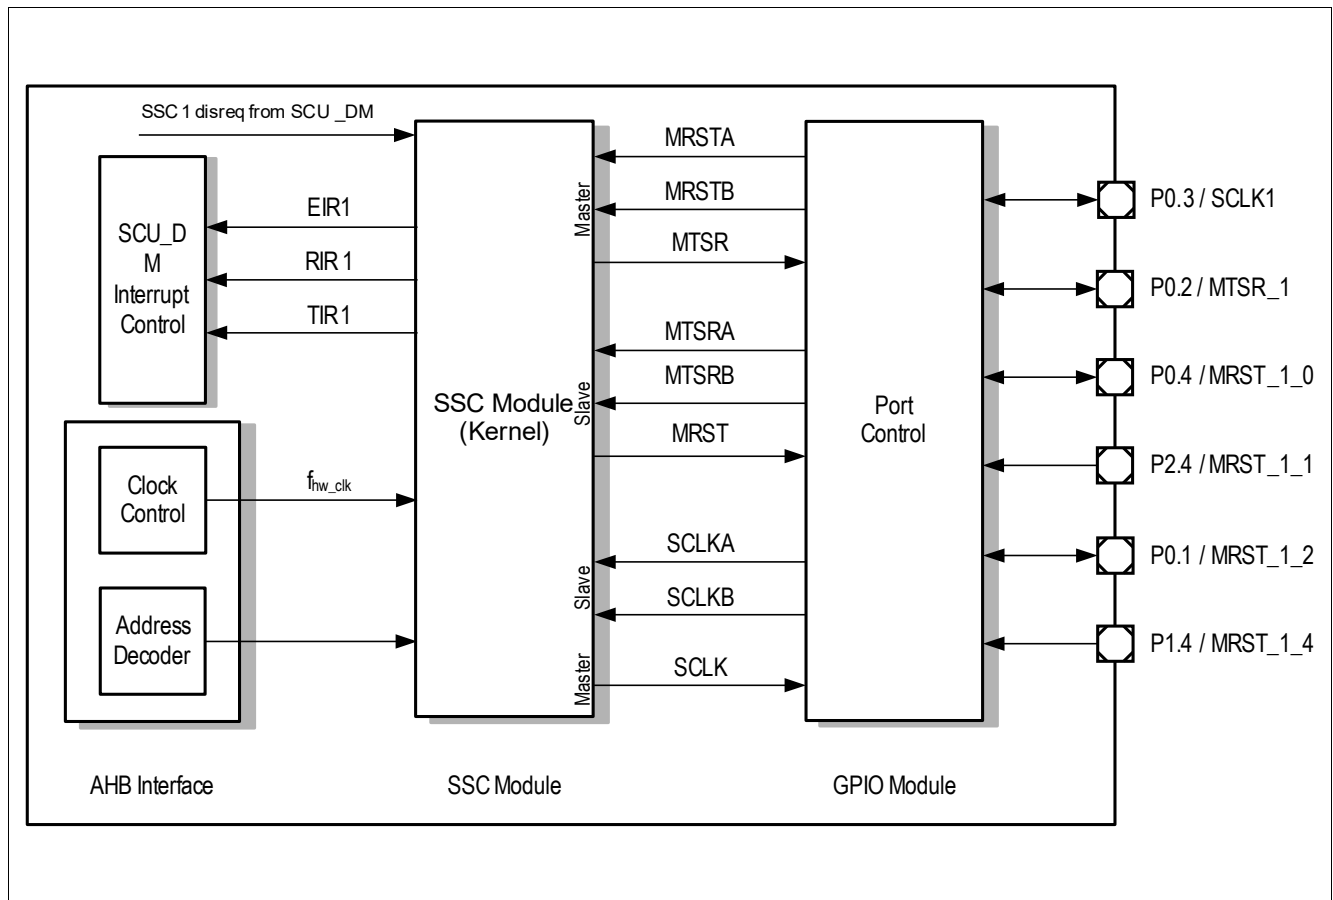 SSC 1 disreq from SCU _DM
SCU_D
M
Interrupt
Control
EIR1
RIR 1
TIR 1
Clock
Control
f hw_clk
Address
Decoder
AHB Interface
SSC Module
(Kernel)
Master
Slave
Slave
Master
SSC Module
MRSTA
MRSTB
MTSR
MTSRA
MTSRB
MRST
SCLKA
SCLKB
SCLK
Port
Control
GPIO Module
P0.3 / SCLK1
P0.2 / MTSR_1
P0.4 / MRST_1_0
P2.4 / MRST_1_1
P0.1 / MRST_1_2
P1.4 / MRST_1_4